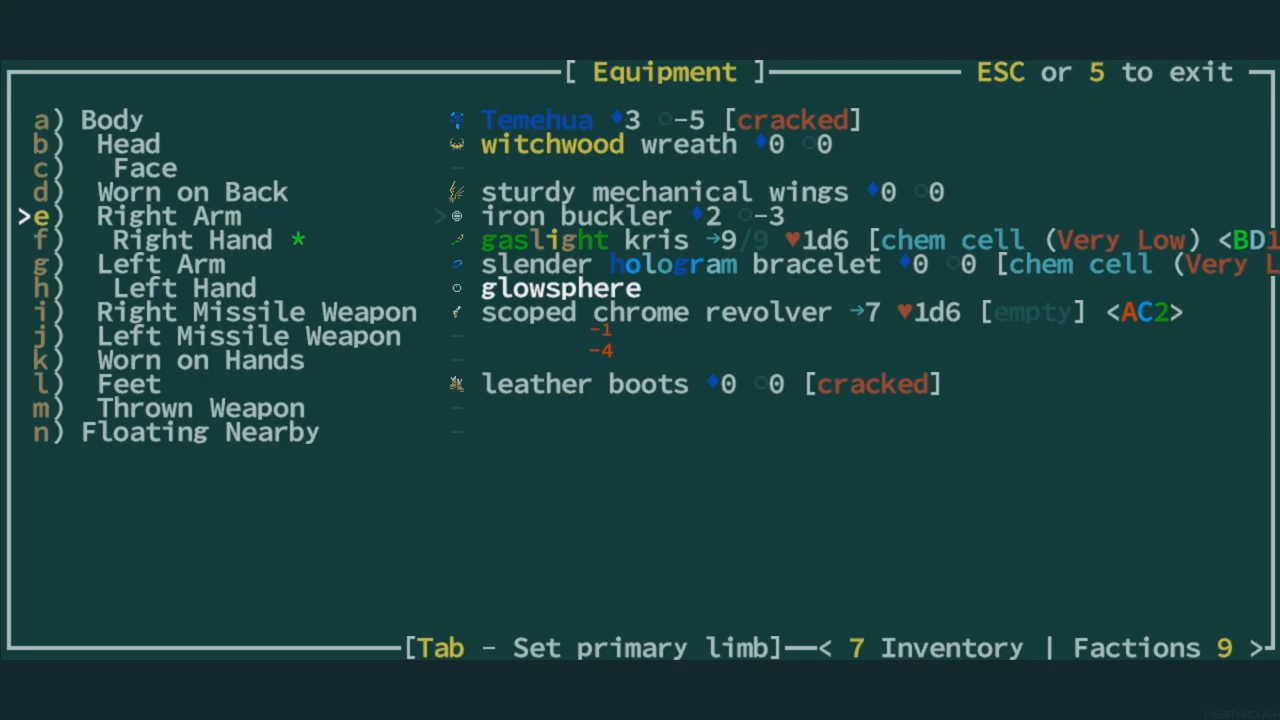 [ Equipment ] ESC or 5 to exit
a) Body Temehua ♦3 ○-5 [cracked]
b) Head witchwood wreath ♦0 ○0
c) Face -
d) Worn on Back sturdy mechanical wings ♦0 ○0
>e) Right Arm > iron buckler ♦2 ○-3
f) Right Hand * gaslight kris →9/9 ♥1d6 [chem cell (Very Low) <BD1
g) Left Arm slender hologram bracelet ♦0 ○0 [chem cell (Very L
h) Left Hand glowsphere
i) Right Missile Weapon scoped chrome revolver →7 ♥1d6 [empty] <AC2>
j) Left Missile Weapon -
-1
k) Worn on Hands -
-4
l) Feet leather boots ♦0 ○0 [cracked]
m) Thrown Weapon -
n) Floating Nearby -
[Tab - Set primary limb] < 7 Inventory | Factions 9 >